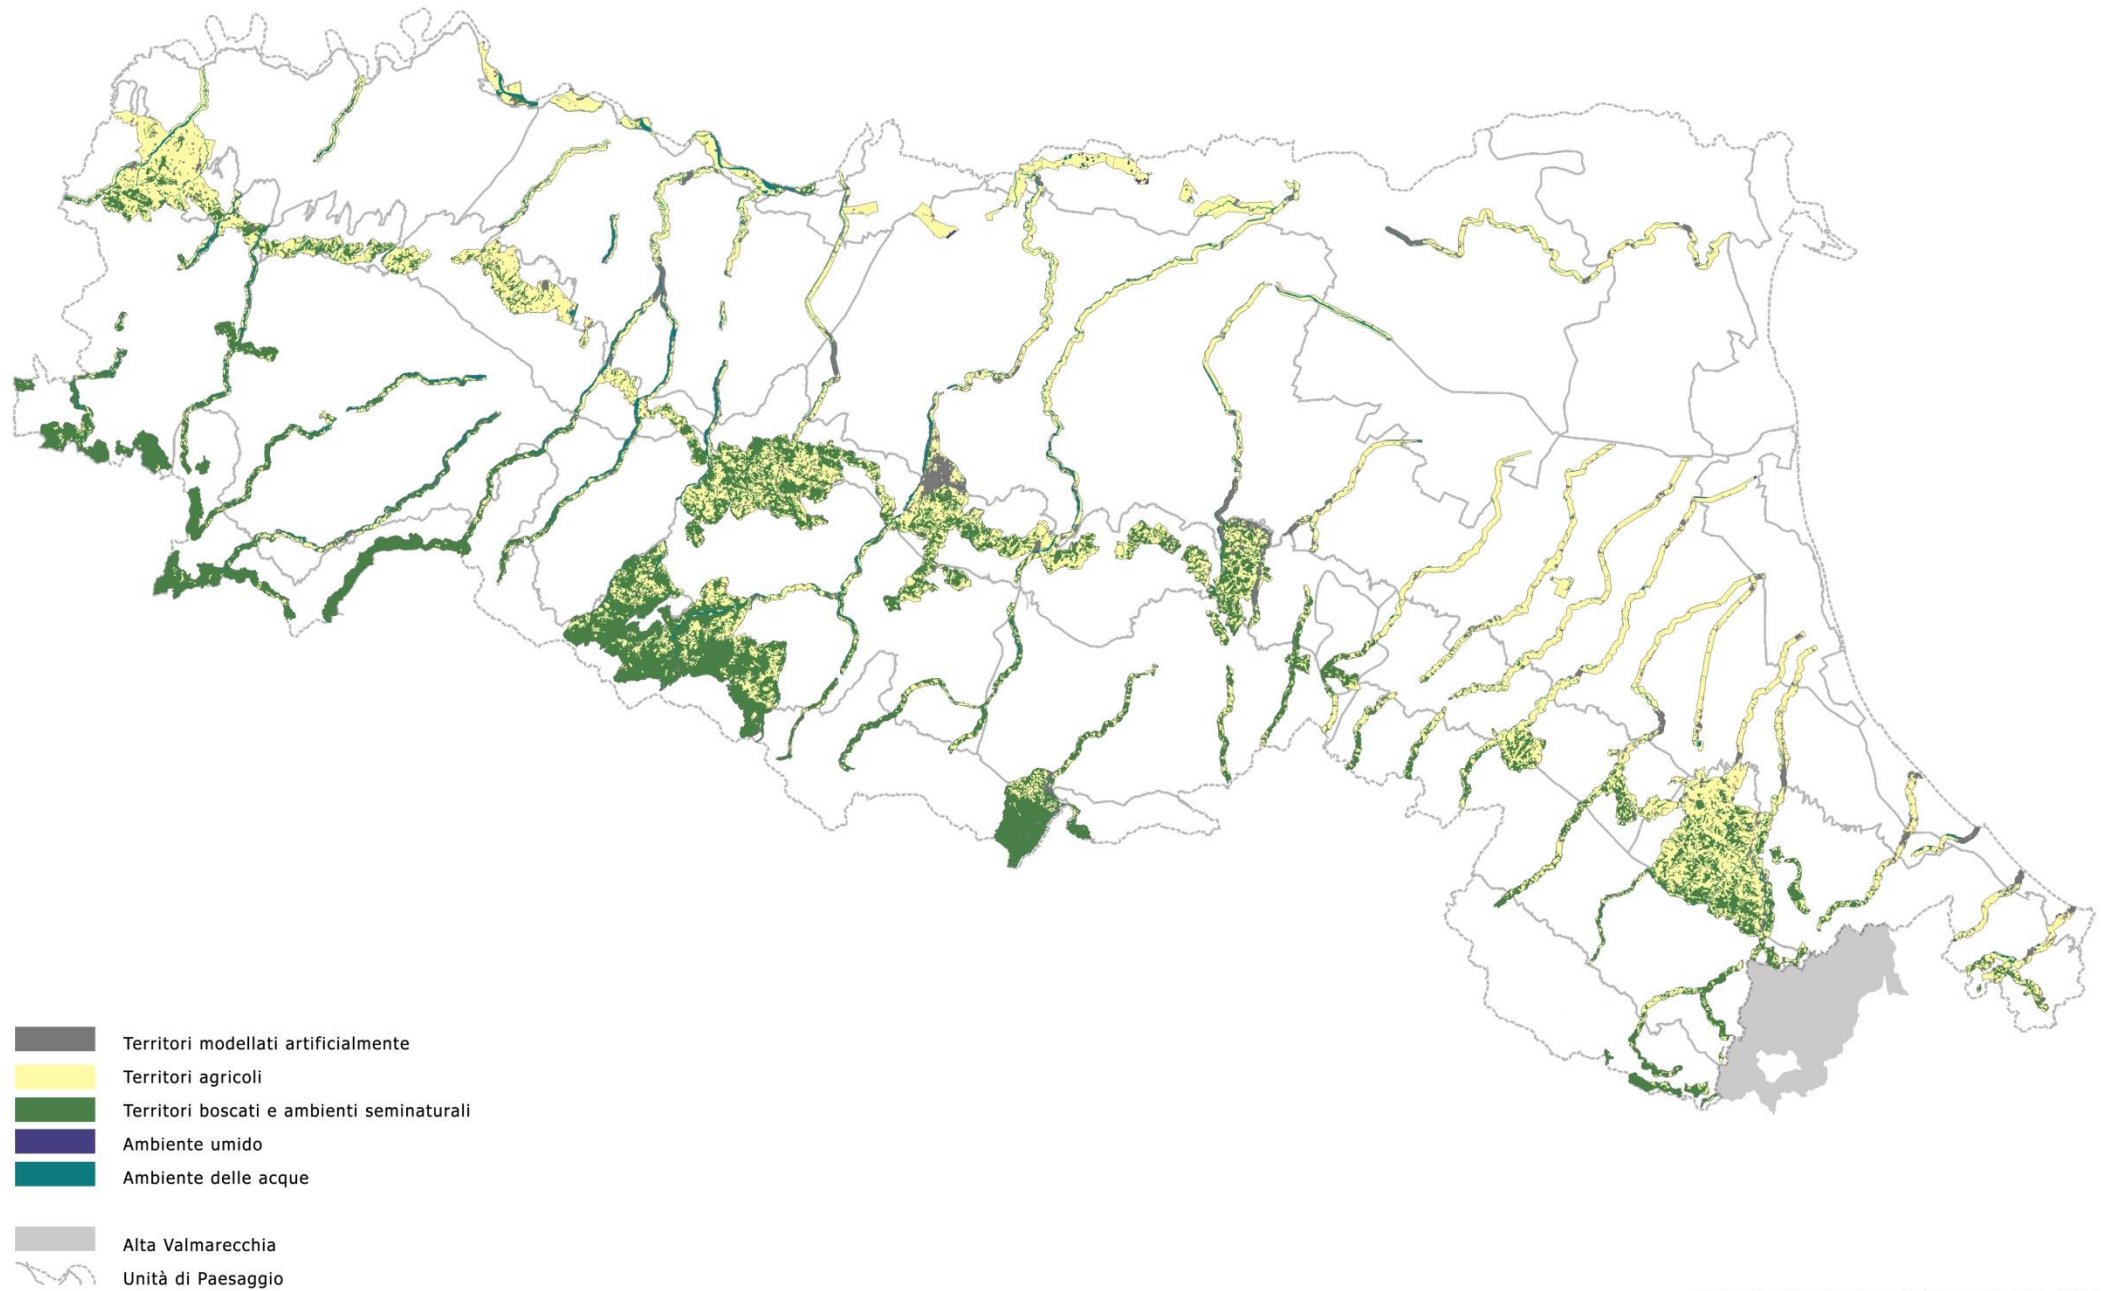 Territori modellati artificialmente
Territori agricoli
Territori boscati e ambienti seminaturali
Ambiente umido
Ambiente delle acque
Alta Valmarecchia
Unità di Paesaggio